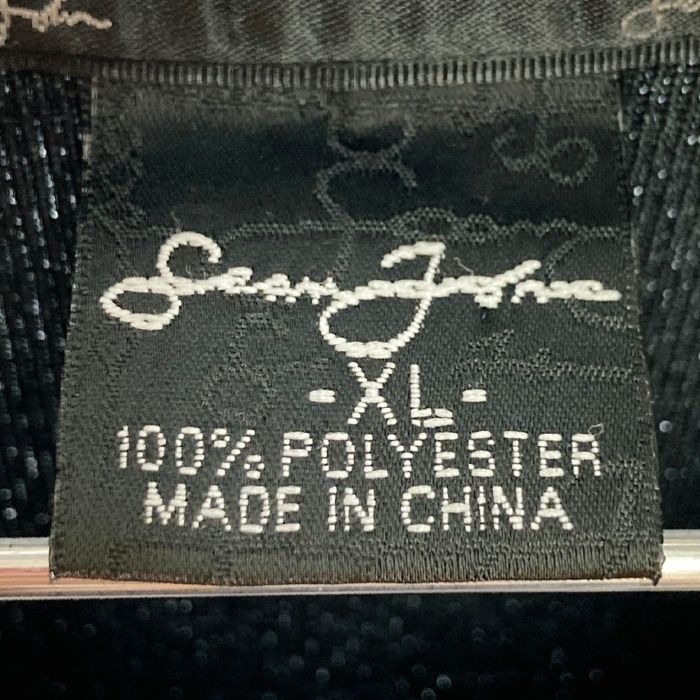 Sean John
-XL-
100% POLYESTER
MADE IN CHINA